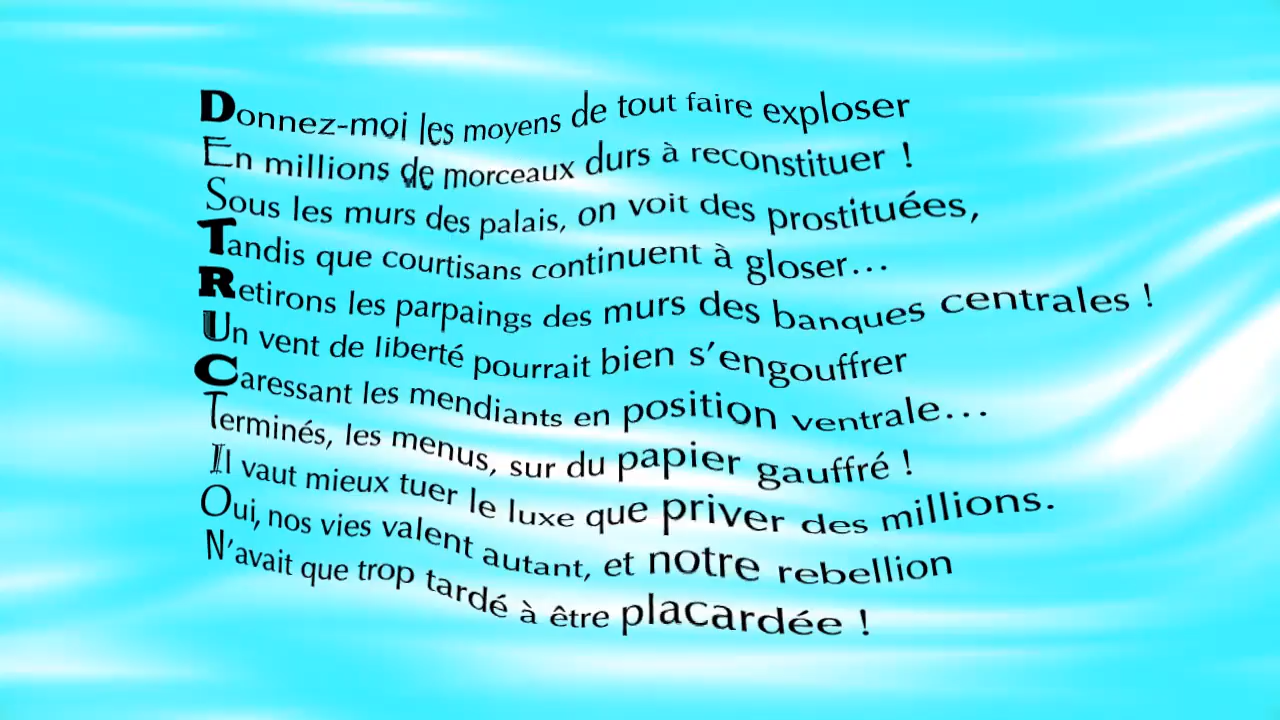 Donnez-moi les moyens de tout faire exploser
En millions de morceaux durs à reconstituer !
Sous les murs des palais, on voit des prostituées,
Tandis que courtisans continuent à gloser...
Retirons les parpaings des murs des banques centrales !
Un vent de liberté pourrait bien s’engouffrer
Caressant les mendiants en position ventrale...
Terminés, les menus, sur du papier gauffré !
Il vaut mieux tuer le luxe que priver des millions.
Oui, nos vies valent autant, et notre rebellion
N’avait que trop tardé à être placardée !